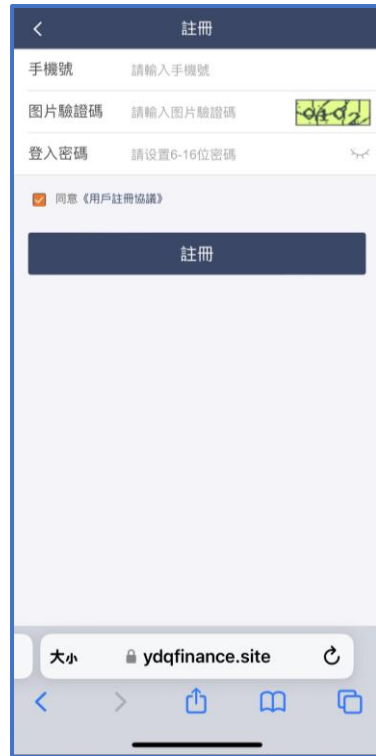 註冊
手機號 請輸入手機號
图片驗證碼 請輸入图片驗證碼
登入密碼 請设置6-16位密碼
同意《用戶註冊協議》
註冊
大小 ydqfinance.site